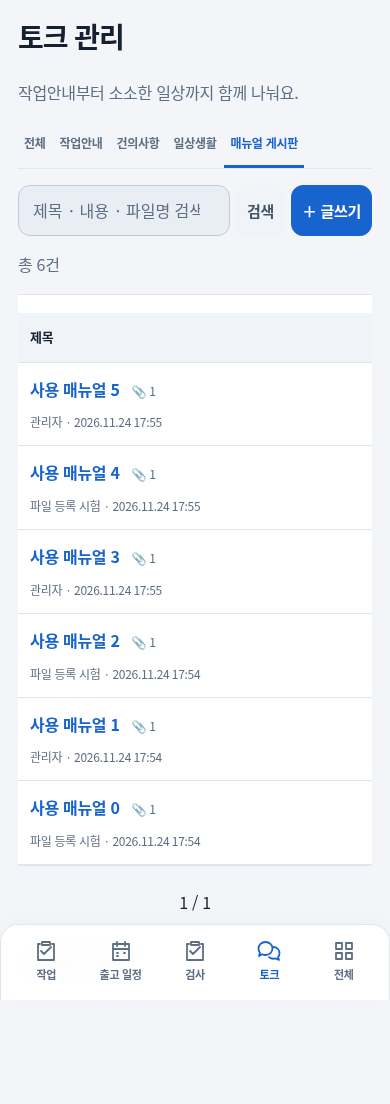 토크 관리
작업안내부터 소소한 일상까지 함께 나눠요.
전체 작업안내 건의사항 일상생활 매뉴얼 게시판
제목 · 내용 · 파일명 검색 검색 + 글쓰기
총 6건
제목
사용 매뉴얼 5 📎 1
관리자 · 2026.11.24 17:55
사용 매뉴얼 4 📎 1
파일 등록 시험 · 2026.11.24 17:55
사용 매뉴얼 3 📎 1
관리자 · 2026.11.24 17:55
사용 매뉴얼 2 📎 1
파일 등록 시험 · 2026.11.24 17:54
사용 매뉴얼 1 📎 1
관리자 · 2026.11.24 17:54
사용 매뉴얼 0 📎 1
파일 등록 시험 · 2026.11.24 17:54
1 / 1
작업 출고 일정 검사 토크 전체